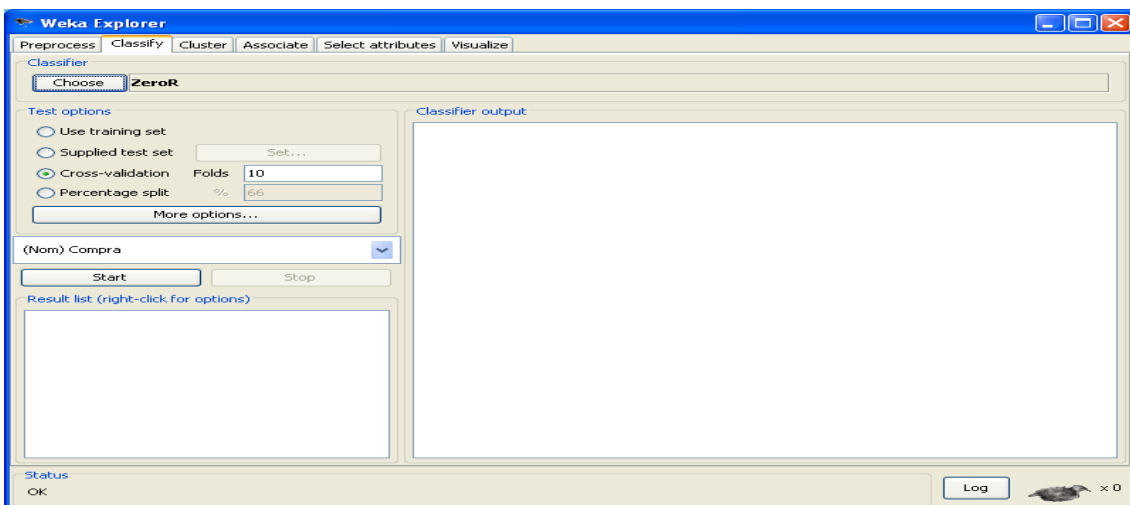 Weka Explorer
Preprocess Classify Cluster Associate Select attributes Visualize
Classifier
Choose ZeroR
Test options
Use training set
Supplied test set Set...
Cross-validation Folds 10
Percentage split % 66
More options...
(Nom) Compra
Start Stop
Result list (right-click for options)
Classifier output
Status
OK
Log x 0